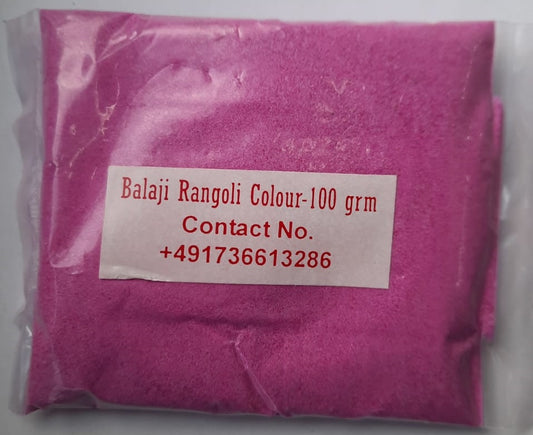 Balaji Rangoli Colour-100 grm
Contact No.
+491736613286